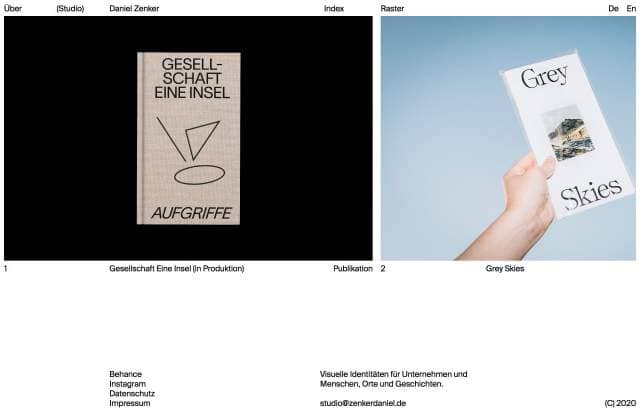 Über (Studio) Daniel Zenker Index Raster De En
GESELL-
SCHAFT
EINE INSEL
AUFGRIFFE
Grey
Skies
1 Gesellschaft Eine Insel (In Produktion) Publikation 2 Grey Skies
Behance
Instagram
Datenschutz
Impressum
Visuelle Identitäten für Unternehmen und
Menschen, Orte und Geschichten.
studio@zenkerdaniel.de
(C) 2020